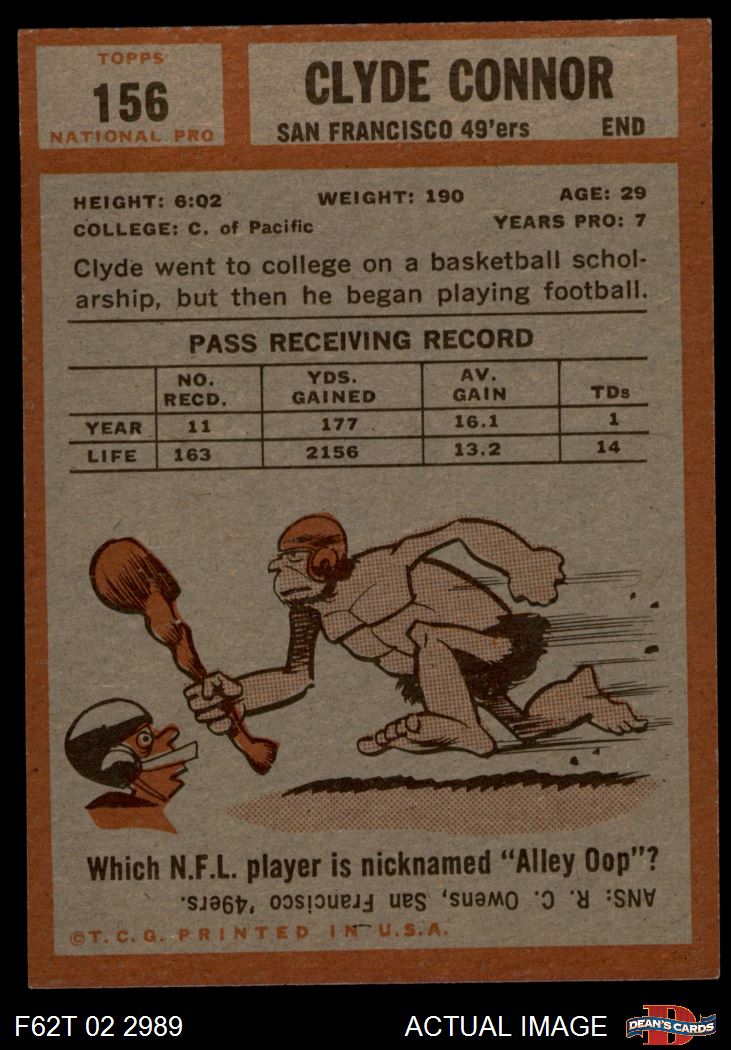 TOPPS
156
NATIONAL PRO
CLYDE CONNOR
SAN FRANCISCO 49'ers END
HEIGHT: 6:02 WEIGHT: 190 AGE: 29
COLLEGE: C. of Pacific YEARS PRO: 7
Clyde went to college on a basketball schol-
arship, but then he began playing football.
PASS RECEIVING RECORD
NO. RECD. YDS. GAINED AV. GAIN TDs
YEAR 11 177 16.1 1
LIFE 163 2156 13.2 14
Which N.F.L. player is nicknamed "Alley Oop"?
ANS: R. C. Owens, San Francisco '49ers.
©T.C.G. PRINTED IN U.S.A.
F62T 02 2989 ACTUAL IMAGE
D
DEAN'S CARDS